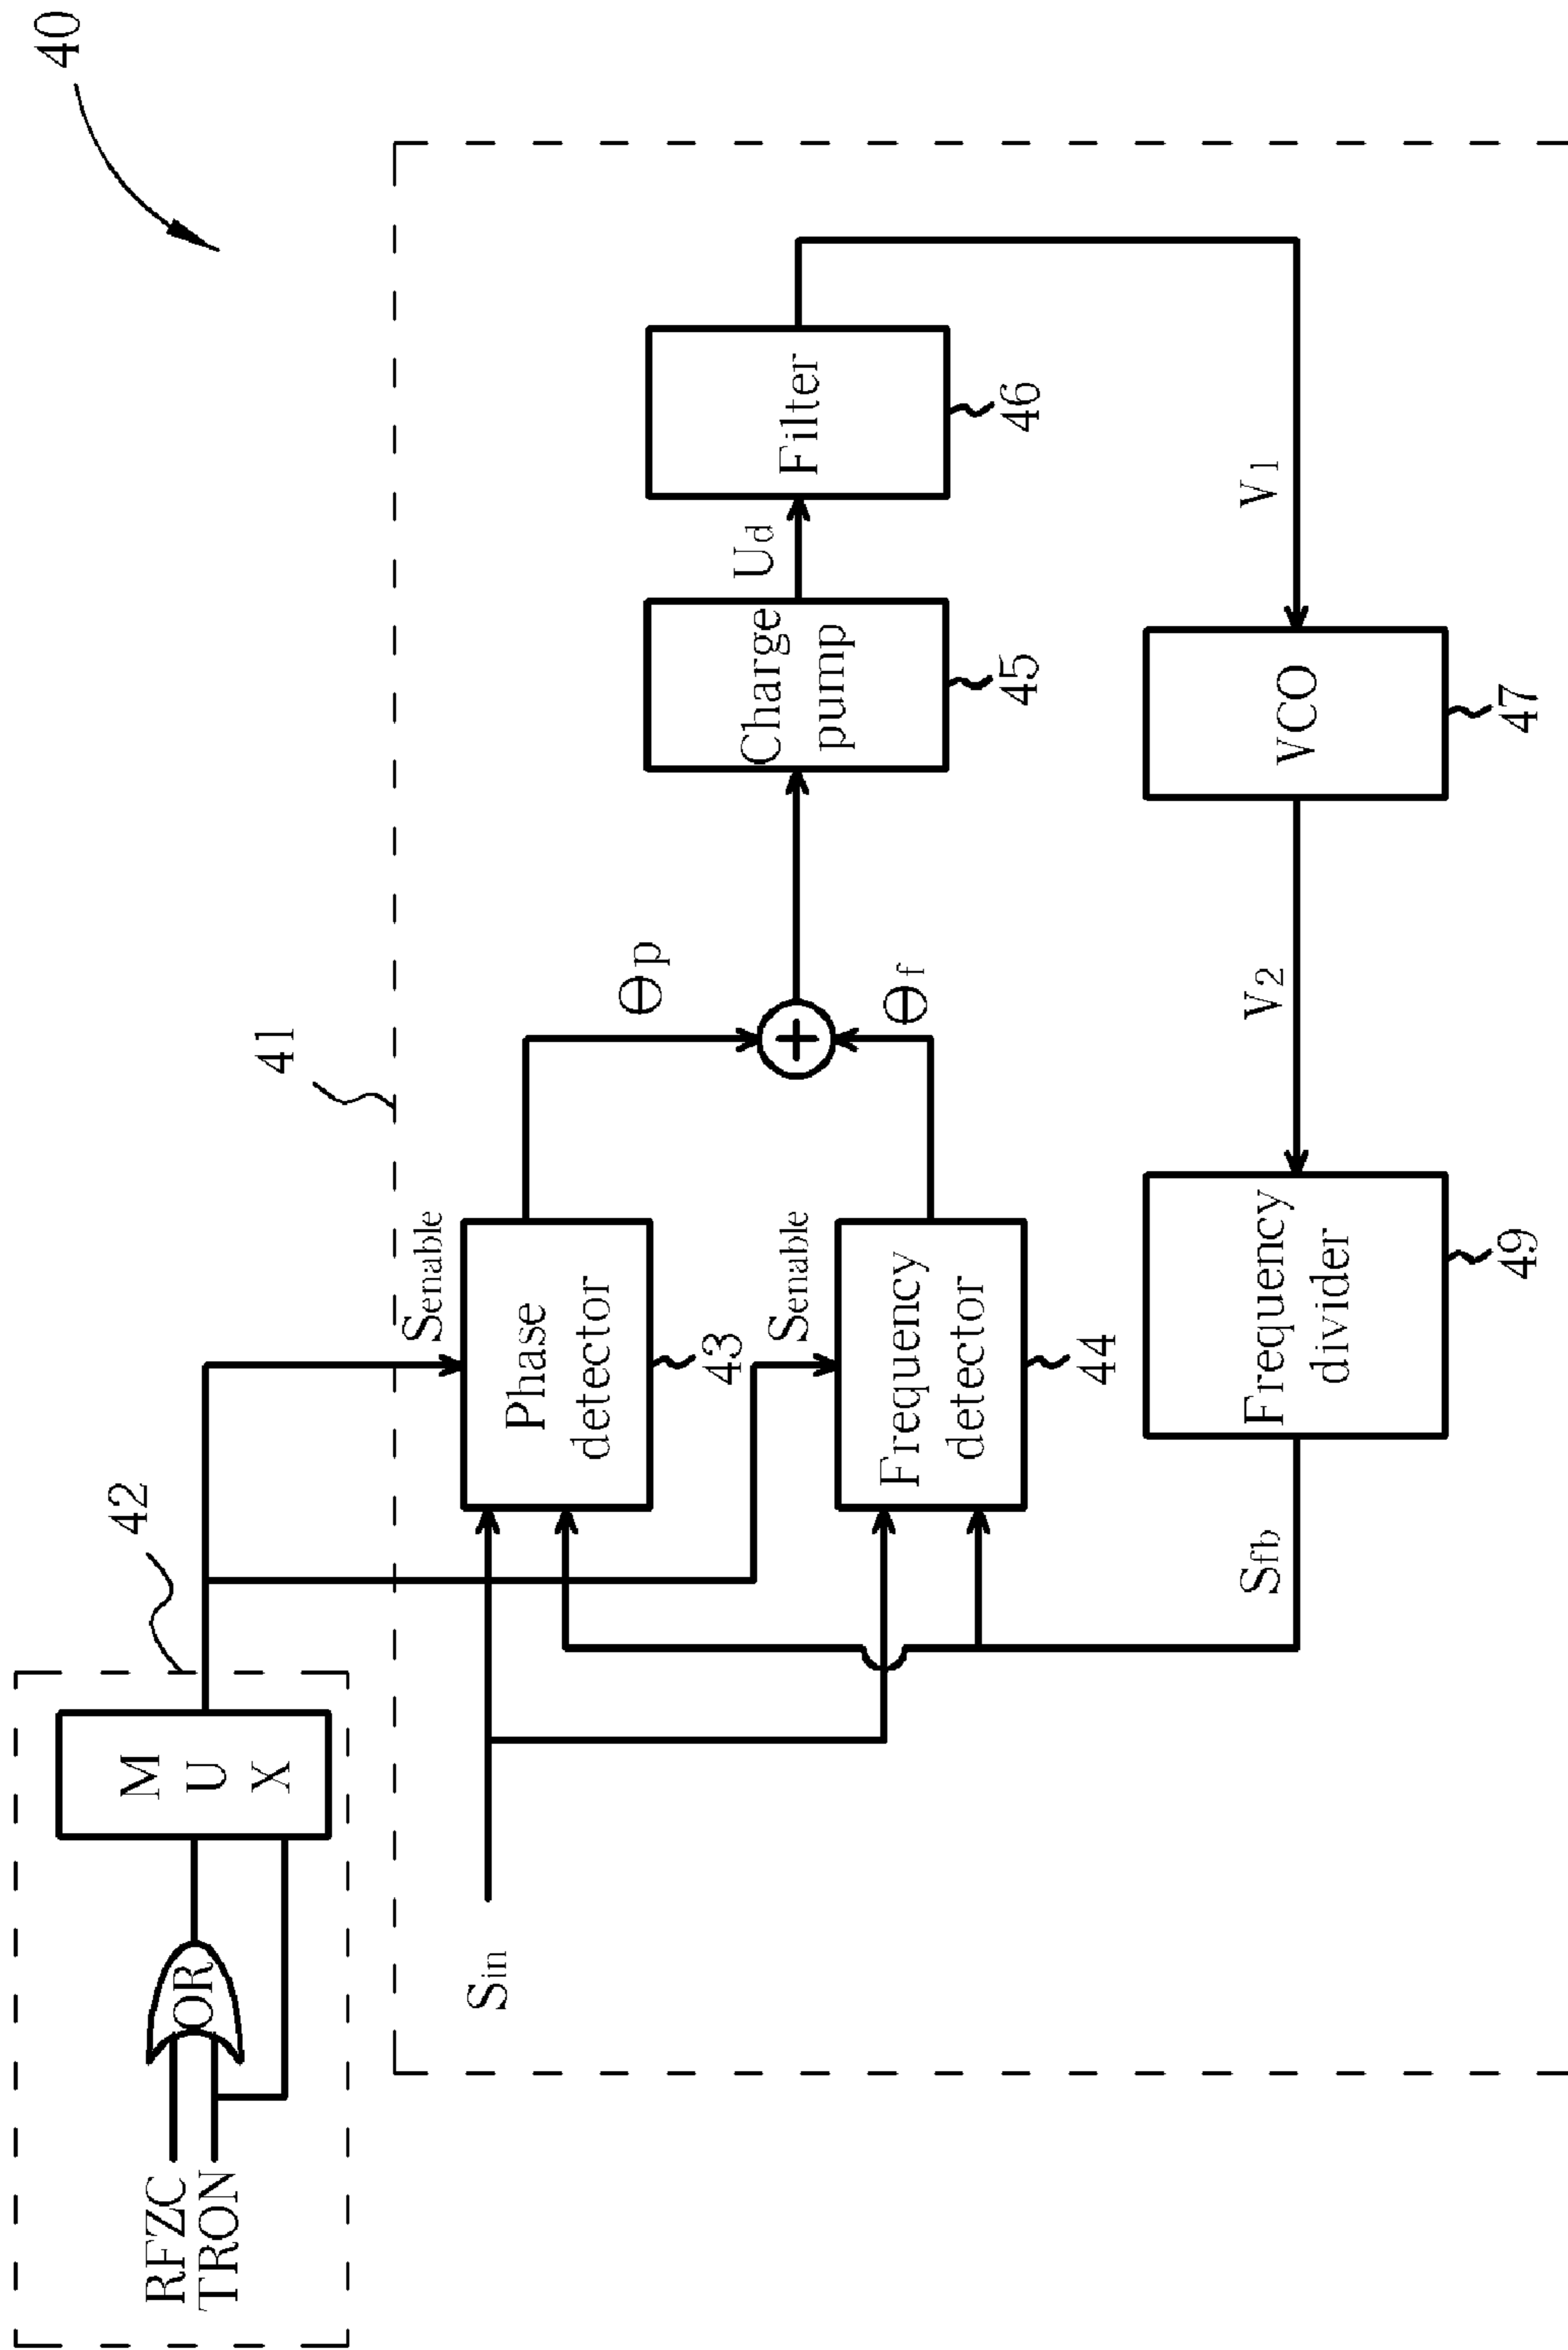 40
42
RFZC
TRON
OR
M
U
X
41
Sin
Senable
Phase
detector
43
Senable
Frequency
detector
44
Θp
Θf
Charge
pump
45
Ud
Filter
46
V1
VCO
47
V2
Frequency
divider
49
Sfb